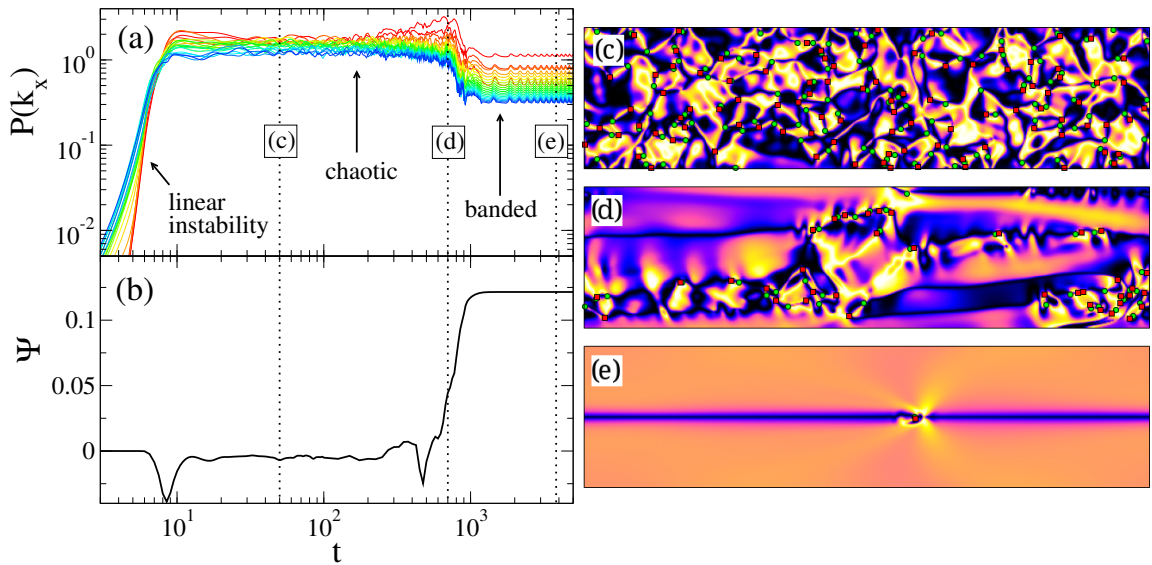 (a)
P(k_x)
10^0
10^-1
10^-2
(c)
(d)
(e)
linear
instability
chaotic
banded
(b)
Ψ
0.1
0.05
0
10^1
10^2
10^3
t
(c)
(d)
(e)